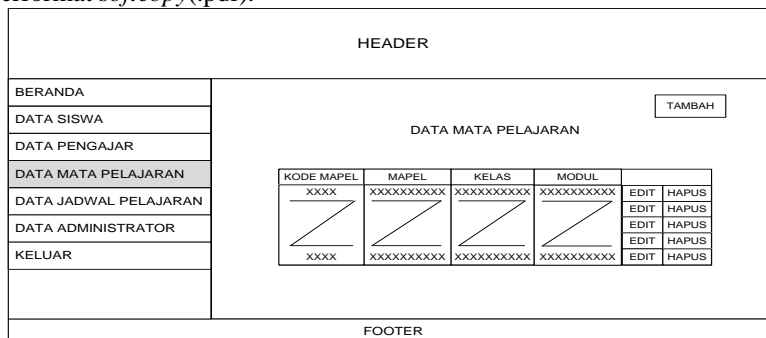 softcopy(.pdf).
HEADER
BERANDA
DATA SISWA
DATA PENGAJAR
DATA MATA PELAJARAN
DATA JADWAL PELAJARAN
DATA ADMINISTRATOR
KELUAR
TAMBAH
DATA MATA PELAJARAN
KODE MAPEL MAPEL KELAS MODUL
XXXX XXXXXXXXXX XXXXXXXXXX XXXXXXXXXX EDIT HAPUS
EDIT HAPUS
EDIT HAPUS
EDIT HAPUS
XXXX XXXXXXXXXX XXXXXXXXXX XXXXXXXXXX EDIT HAPUS
FOOTER